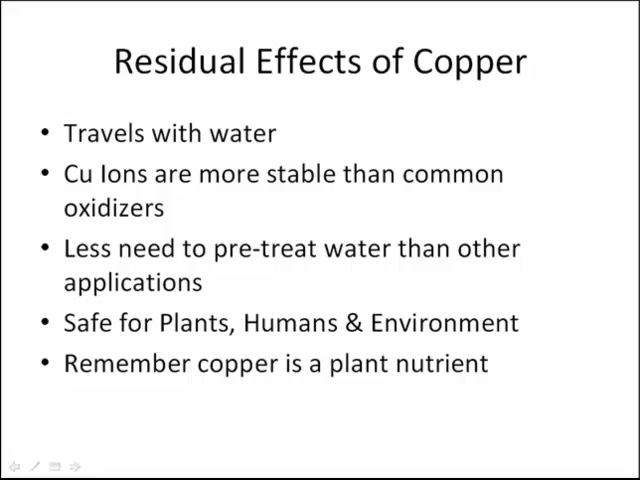 Residual Effects of Copper
• Travels with water
• Cu Ions are more stable than common
oxidizers
• Less need to pre-treat water than other
applications
• Safe for Plants, Humans & Environment
• Remember copper is a plant nutrient